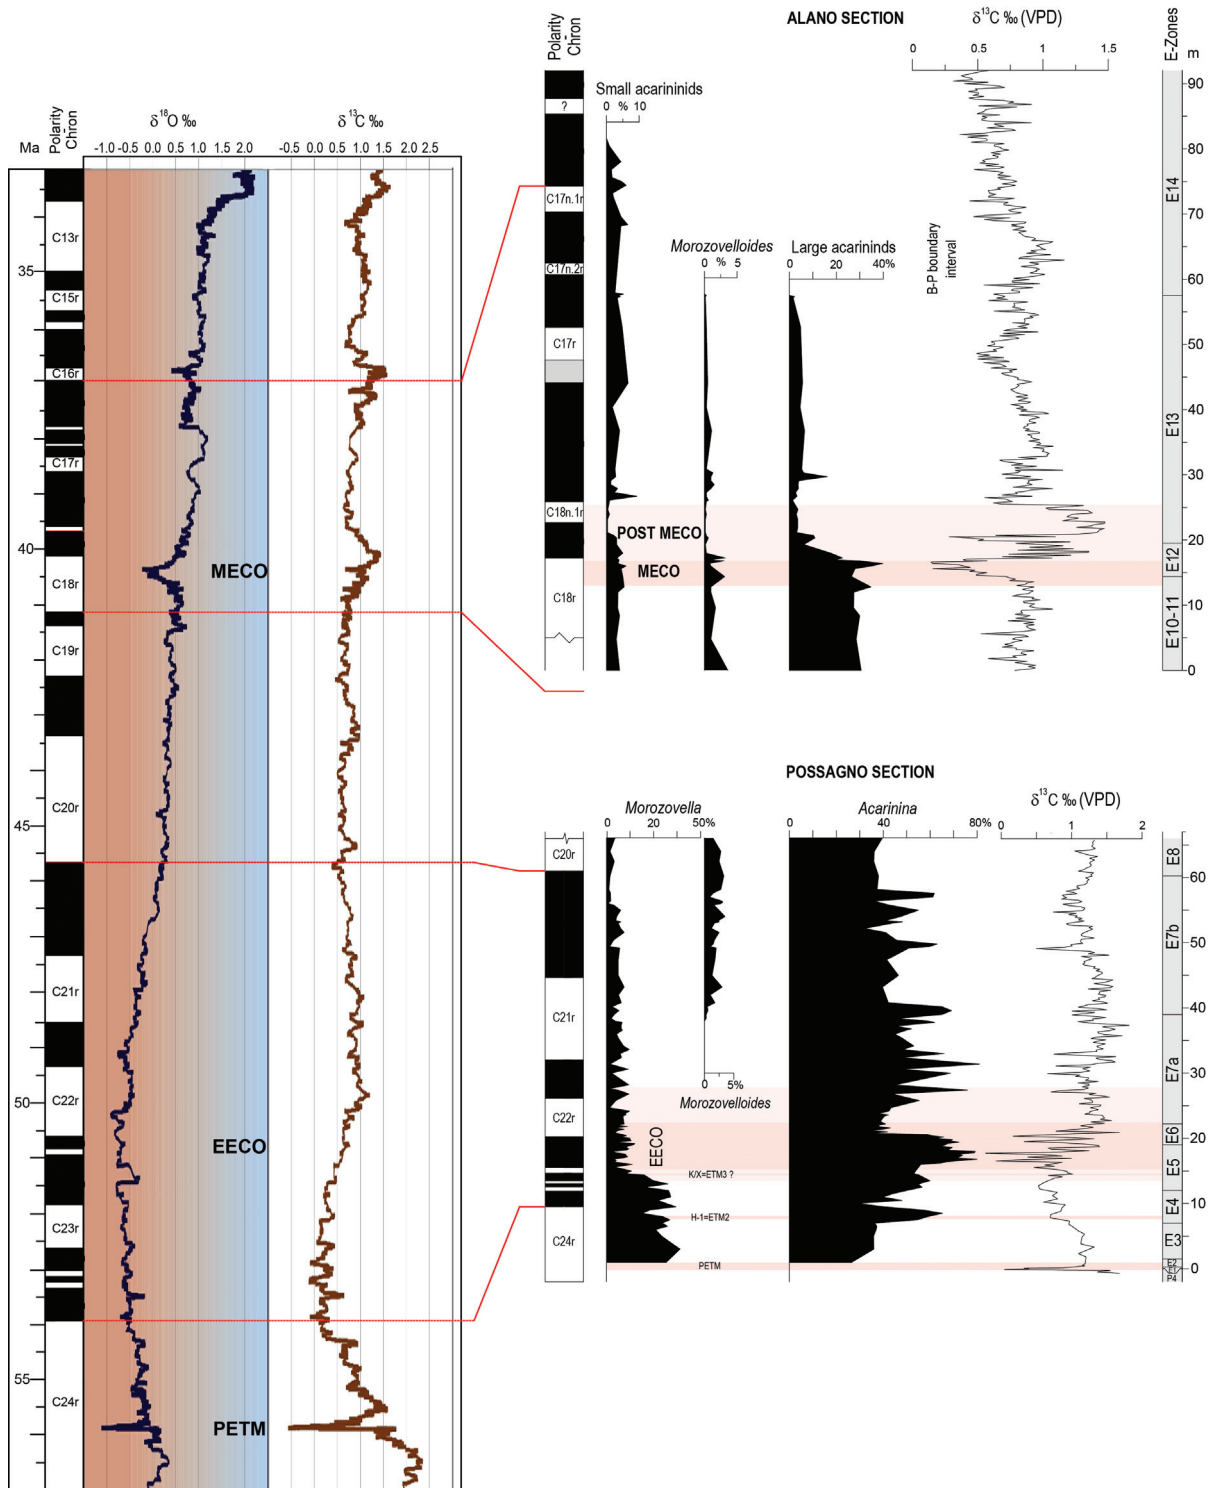 ALANO SECTION
δ¹³C ‰ (VPD)
0 0.5 1 1.5
E-Zones
m
Polarity - Chron
Small acarininids
0 % 10
?
C17n.1r
C17n.2r
C17r
C18n.1r
C18r
Morozovelloides
0 % 5
Large acarininds
0 20 40%
B-P boundary interval
POST MECO
MECO
E14
E13
E12
E10-11
90
80
70
60
50
40
30
20
10
0
δ¹⁸O ‰
δ¹³C ‰
Ma
Polarity - Chron
-1.0 -0.5 0.0 0.5 1.0 2.0
-0.5 0.0 0.5 1.0 1.5 2.0 2.5
C13r
35
C15r
C16r
C17r
40
MECO
C18r
C19r
C20r
45
C21r
C22r
50
EECO
C23r
55
C24r
PETM
POSSAGNO SECTION
Morozovella
0 20 50%
Acarinina
0 40 80%
δ¹³C ‰ (VPD)
0 1 2
C20r
C21r
C22r
C24r
0 5%
Morozovelloides
EECO
K/X=ETM3 ?
H-1=ETM2
PETM
E8
E7b
E7a
E6
E5
E4
E3
E2
E1
P4
60
50
40
30
20
10
0